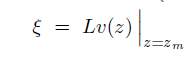 ξ = Lv(z)|_{z=z_m}